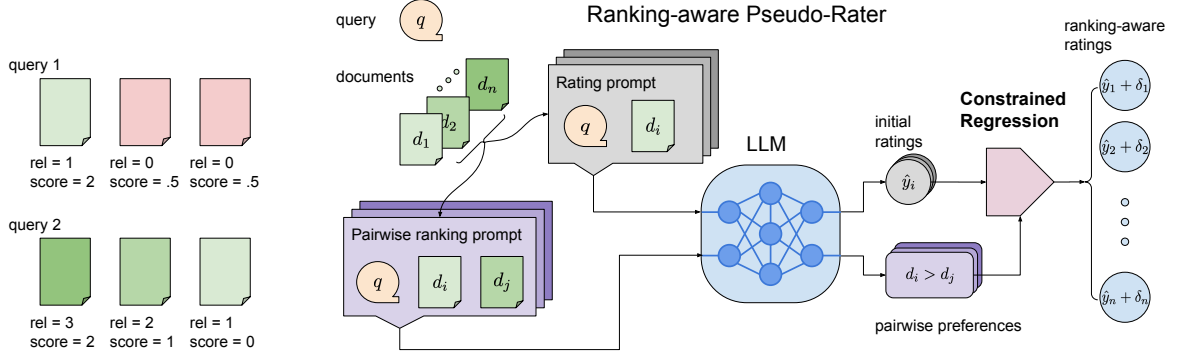 query 1
rel = 1
score = 2
rel = 0
score = .5
rel = 0
score = .5
query 2
rel = 3
score = 2
rel = 2
score = 1
rel = 1
score = 0
Ranking-aware Pseudo-Rater
query
q
documents
d_1
d_2
d_n
Rating prompt
q
d_i
Pairwise ranking prompt
q
d_i
d_j
LLM
initial
ratings
ŷ_i
d_i > d_j
pairwise preferences
Constrained
Regression
ranking-aware
ratings
ŷ_1 + δ_1
ŷ_2 + δ_2
ŷ_n + δ_n